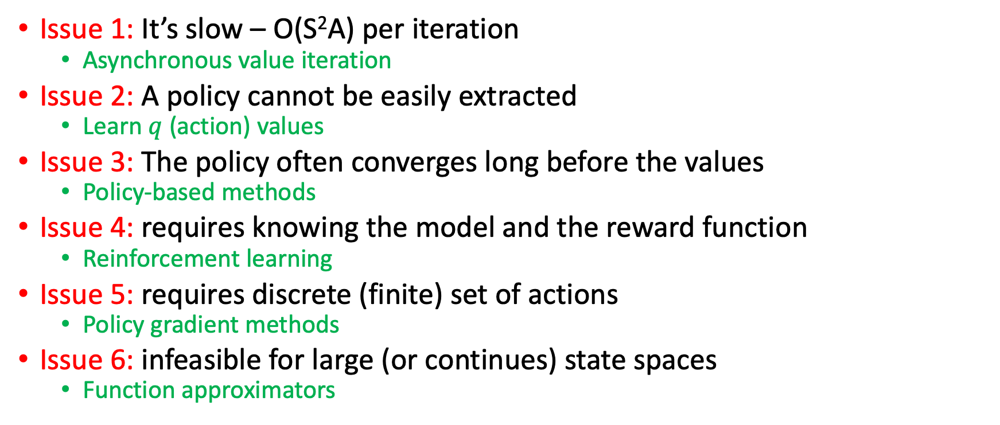 • Issue 1: It’s slow – O(S²A) per iteration
• Asynchronous value iteration
• Issue 2: A policy cannot be easily extracted
• Learn q (action) values
• Issue 3: The policy often converges long before the values
• Policy-based methods
• Issue 4: requires knowing the model and the reward function
• Reinforcement learning
• Issue 5: requires discrete (finite) set of actions
• Policy gradient methods
• Issue 6: infeasible for large (or continues) state spaces
• Function approximators